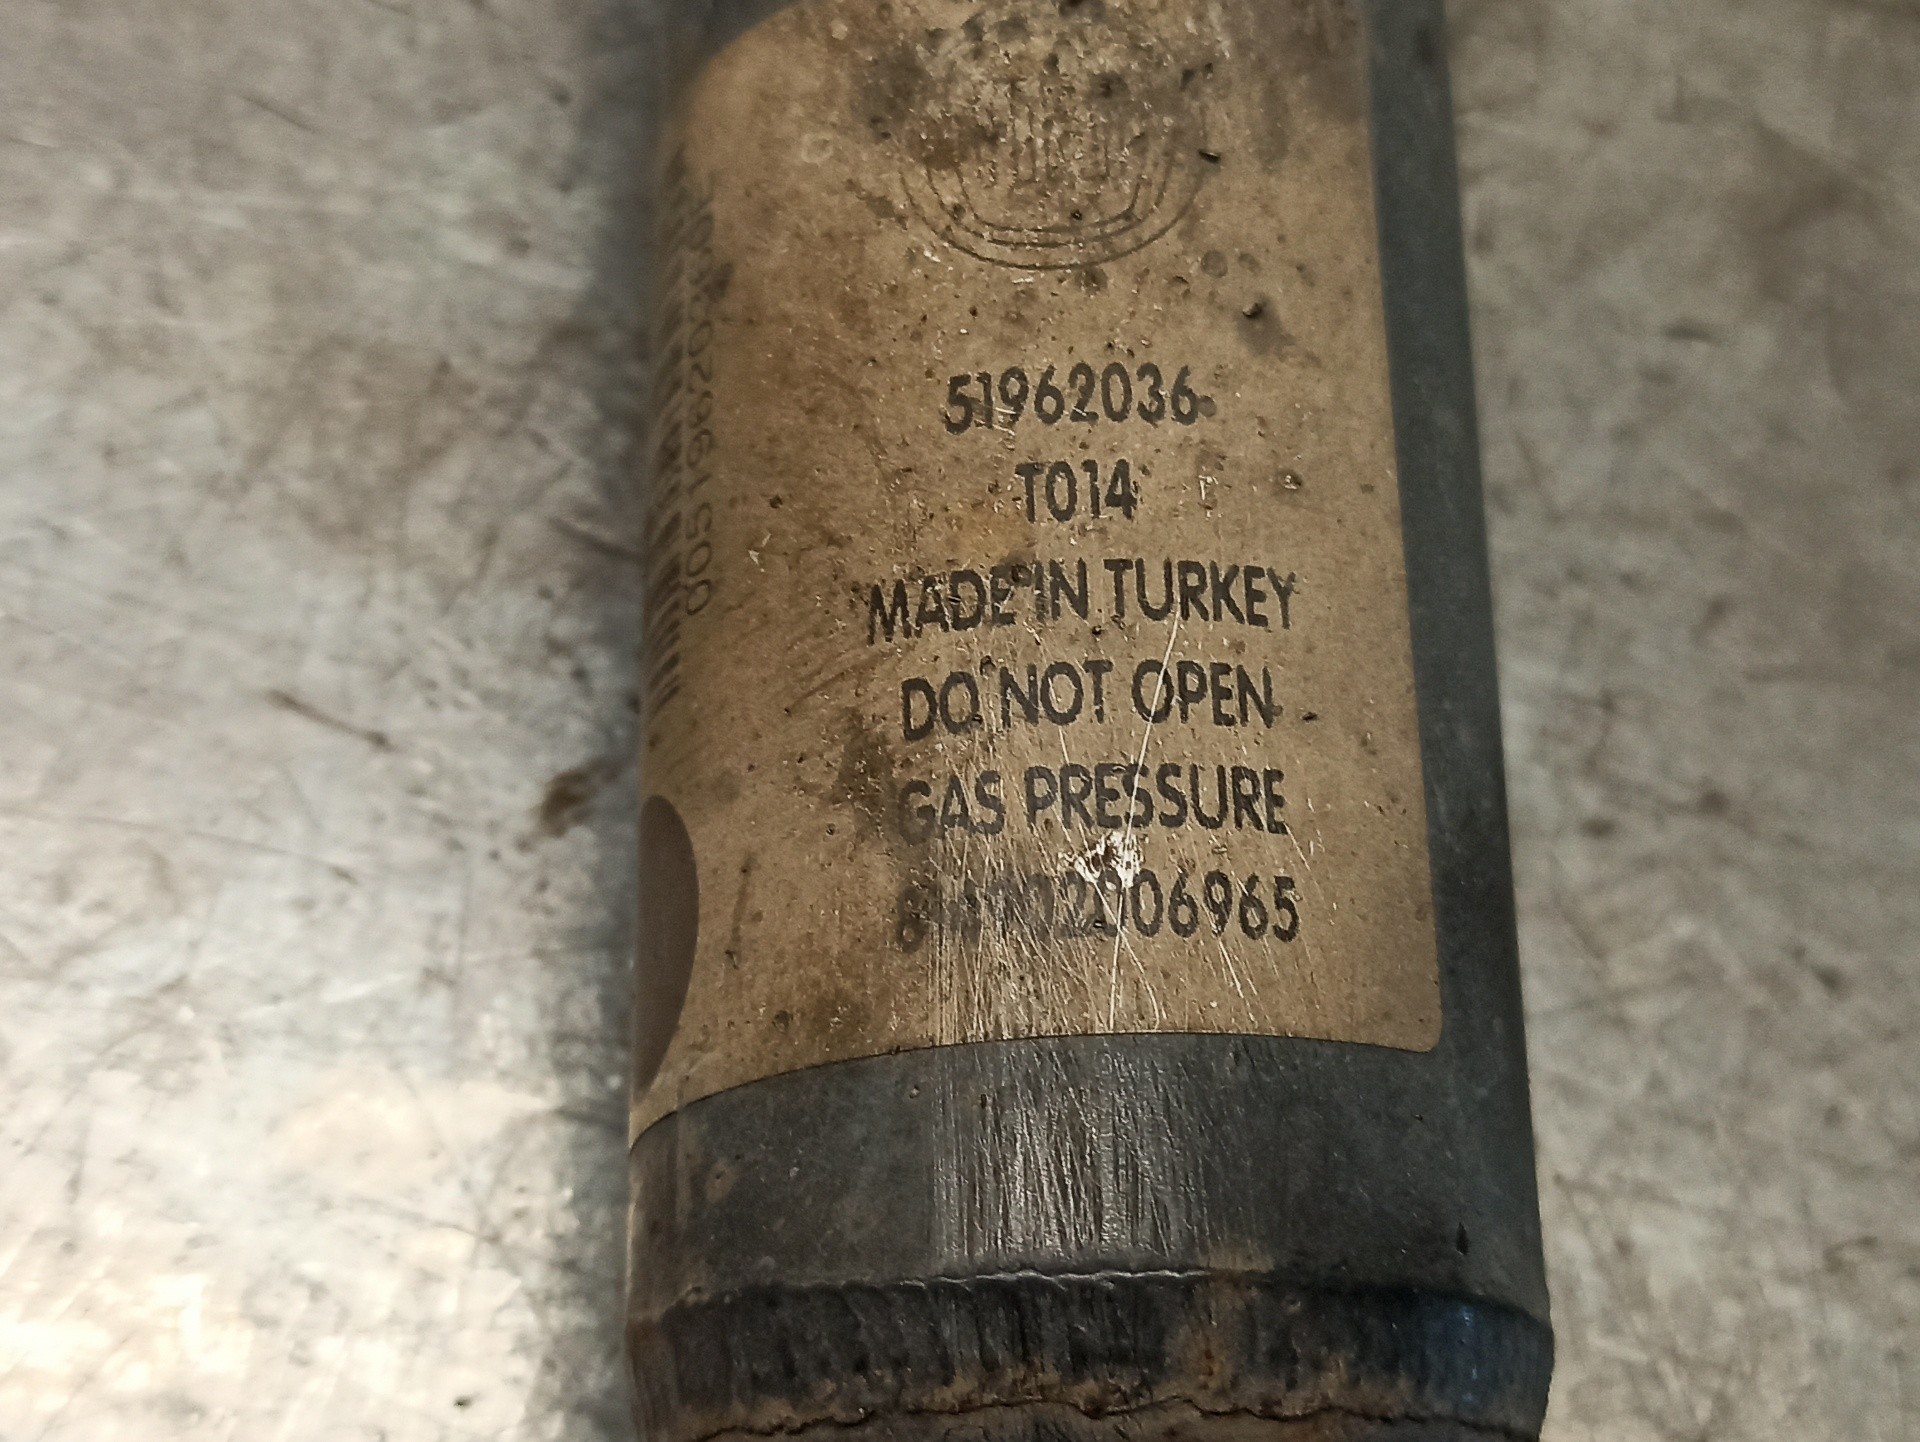 51962036
T014
MADE IN TURKEY
DO NOT OPEN
GAS PRESSURE